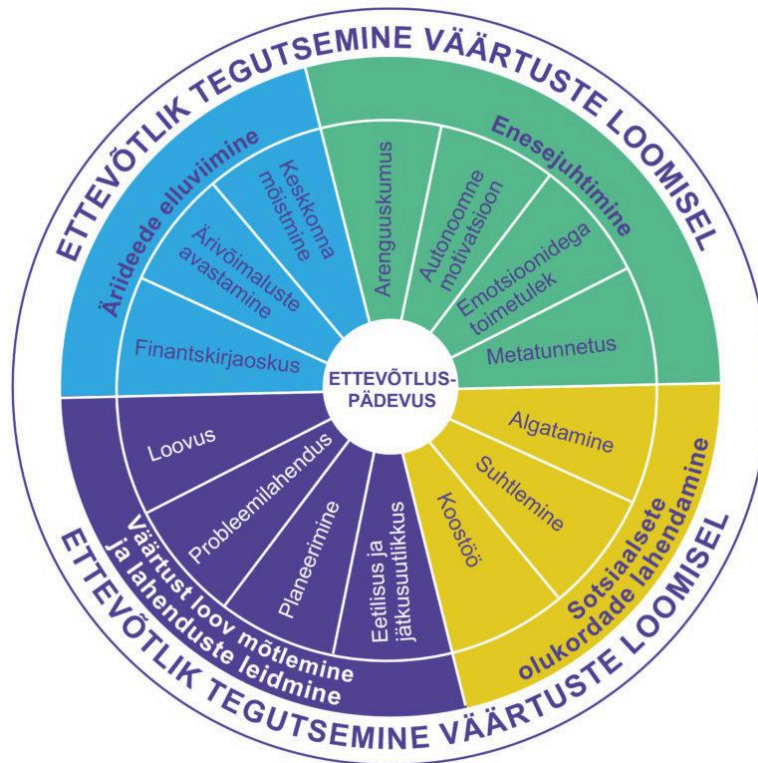 ETTEVÕTLIK TEGUTSEMINE VÄÄRTUSTE LOOMISEL
Enesejuhtimine
Arenguuskumus
Autonoomne
motivatsioon
Emotsioonidega
toimetulek
Metatunnetus
Sotsiaalsete
olukordade lahendamine
Algatamine
Suhtlemine
Koostöö
Väärtust loov mõtlemine
ja lahenduste leidmine
Eetilisus ja
jätkusuutlikkus
Planeerimine
Probleemilahendus
Loovus
Äriideede elluviimine
Finantskirjaoskus
Ärivõimaluste
avastamine
Keskkonna
mõistmine
ETTEVÕTLUS-
PÄDEVUS
ETTEVÕTLIK TEGUTSEMINE VÄÄRTUSTE LOOMISEL